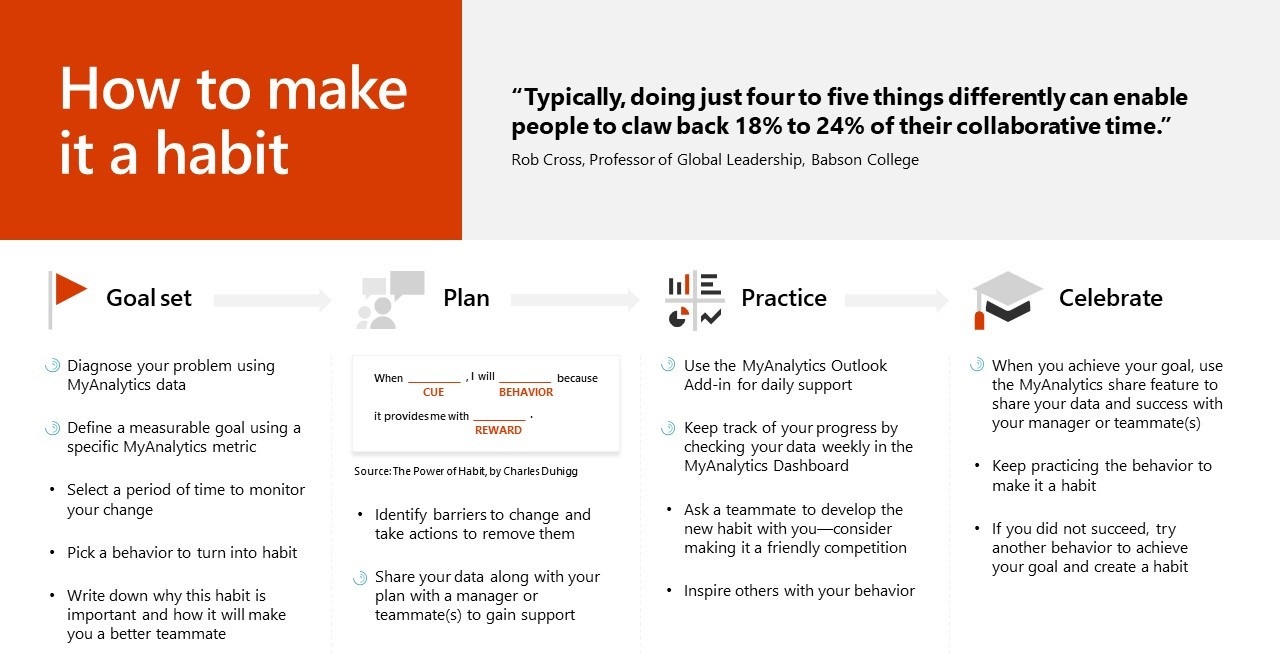 How to make
it a habit
“Typically, doing just four to five things differently can enable
people to claw back 18% to 24% of their collaborative time.”
Rob Cross, Professor of Global Leadership, Babson College
Goal set
Diagnose your problem using
MyAnalytics data
Define a measurable goal using a
specific MyAnalytics metric
• Select a period of time to monitor
your change
• Pick a behavior to turn into habit
• Write down why this habit is
important and how it will make
you a better teammate
Plan
When ________ , I will ________ because
CUE BEHAVIOR
it provides me with ________ .
REWARD
Source: The Power of Habit, by Charles Duhigg
• Identify barriers to change and
take actions to remove them
Share your data along with your
plan with a manager or
teammate(s) to gain support
Practice
Use the MyAnalytics Outlook
Add-in for daily support
Keep track of your progress by
checking your data weekly in the
MyAnalytics Dashboard
• Ask a teammate to develop the
new habit with you—consider
making it a friendly competition
• Inspire others with your behavior
Celebrate
When you achieve your goal, use
the MyAnalytics share feature to
share your data and success with
your manager or teammate(s)
• Keep practicing the behavior to
make it a habit
• If you did not succeed, try
another behavior to achieve
your goal and create a habit